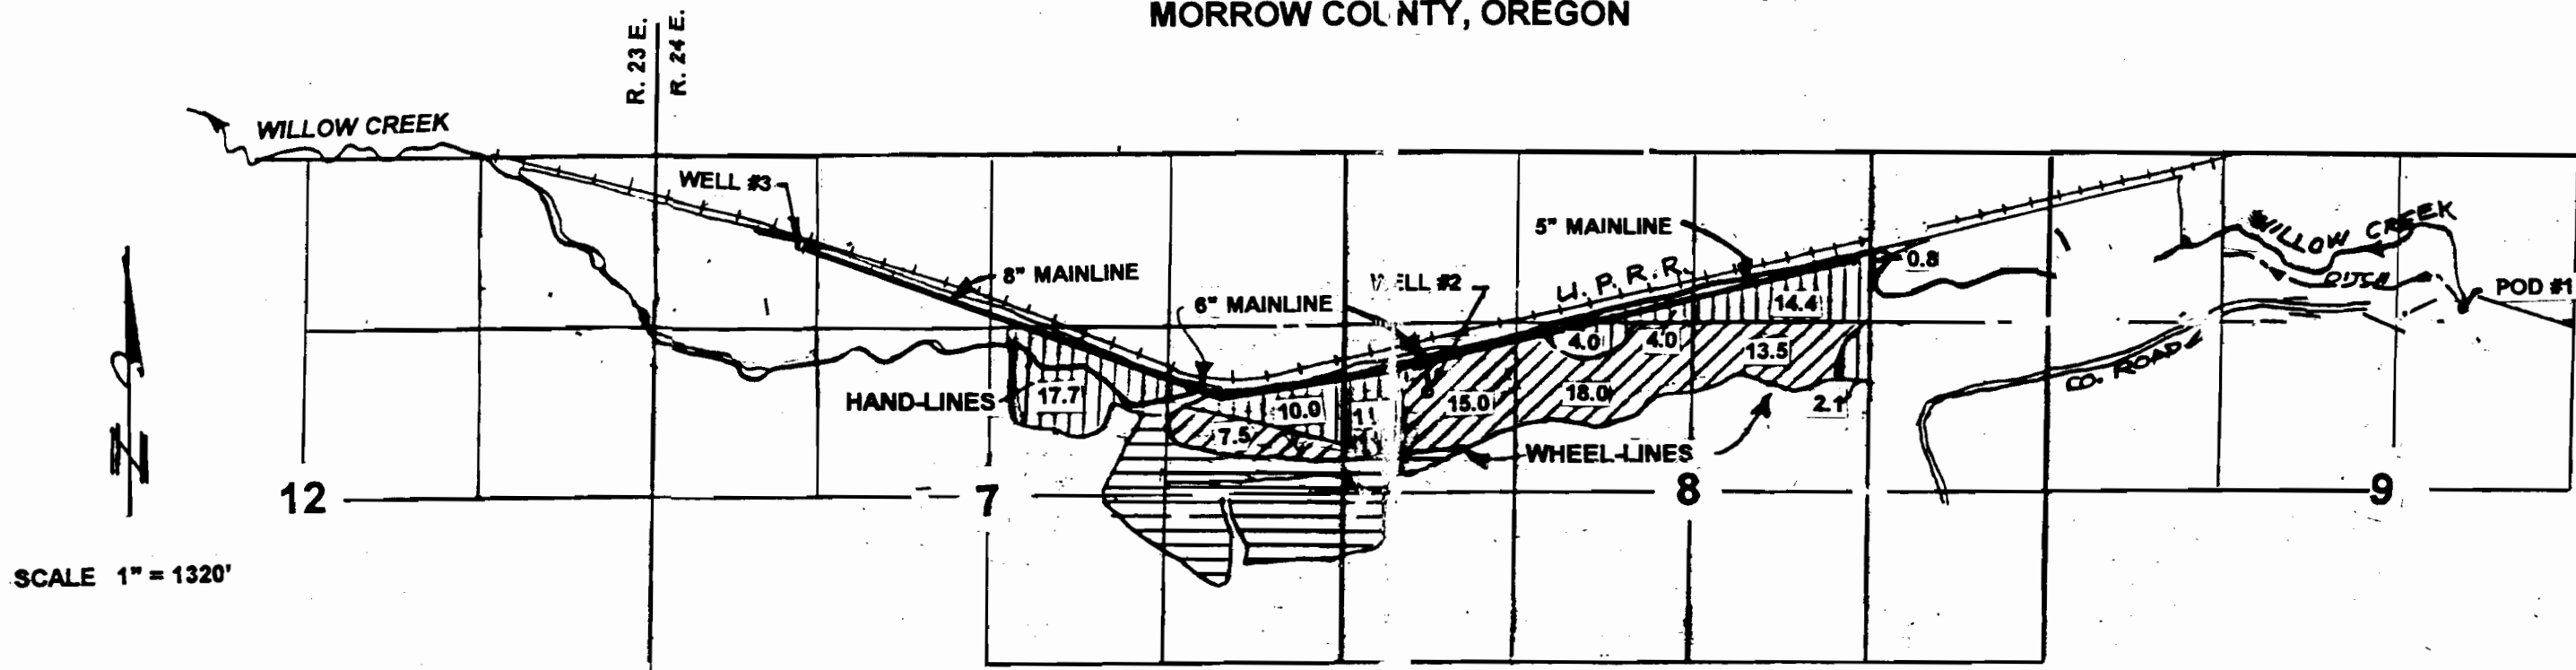 MORROW COUNTY, OREGON
R. 23 E.
R. 24 E.
WILLOW CREEK
WELL #3
8" MAINLINE
6" MAINLINE
WELL #2
5" MAINLINE
U. P. R. R.
0.8
WILLOW CREEK
DITCH
POD #1
14.4
4.0
4.0
13.5
CO. ROAD
HAND-LINES
17.7
10.0
15.0
18.0
2.1
7.5
WHEEL-LINES
N
12
7
8
9
SCALE 1" = 1320'